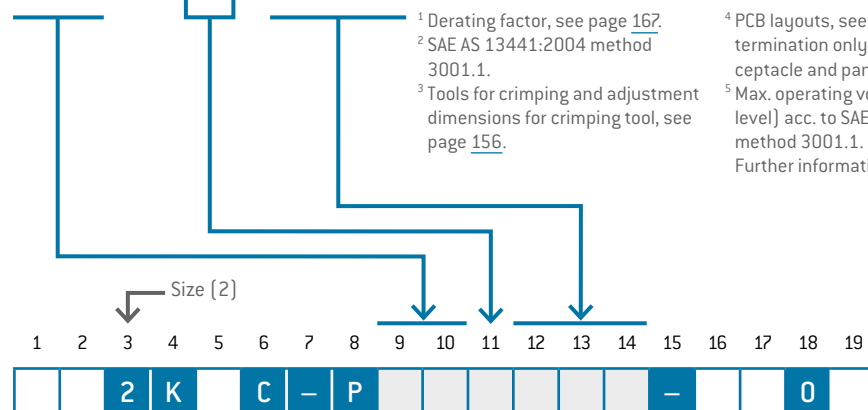 ¹ Derating factor, see page 167.
² SAE AS 13441:2004 method
3001.1.
³ Tools for crimping and adjustment
dimensions for crimping tool, see
page 156.
⁴ PCB layouts, see
termination only
ceptacle and
⁵ Max. operating
level) acc. to SAE
method 3001.1.
Further
Size (2)
1 2 3 4 5 6 7 8 9 10 11 12 13 14 15 16 17 18 19
2 K C – P – 0